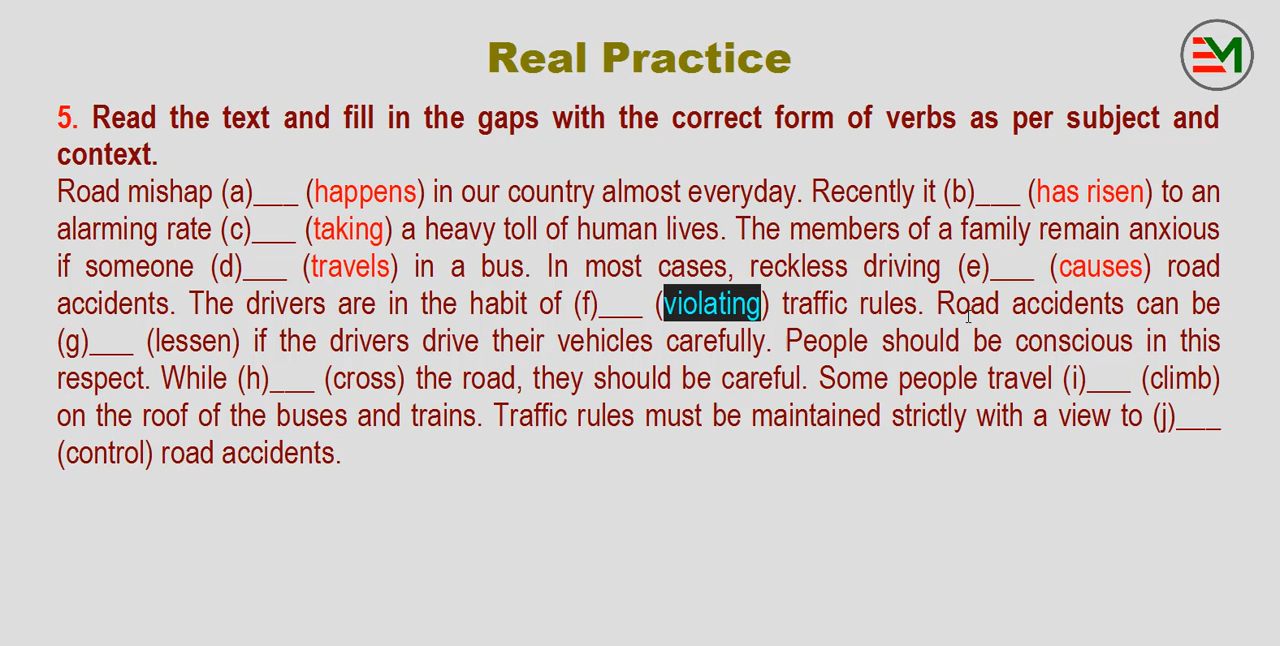 Real Practice
EM
5. Read the text and fill in the gaps with the correct form of verbs as per subject and
context.
Road mishap (a)___ (happens) in our country almost everyday. Recently it (b)___ (has risen) to an
alarming rate (c)___ (taking) a heavy toll of human lives. The members of a family remain anxious
if someone (d)___ (travels) in a bus. In most cases, reckless driving (e)___ (causes) road
accidents. The drivers are in the habit of (f)___ (violating) traffic rules. Road accidents can be
(g)___ (lessen) if the drivers drive their vehicles carefully. People should be conscious in this
respect. While (h)___ (cross) the road, they should be careful. Some people travel (i)___ (climb)
on the roof of the buses and trains. Traffic rules must be maintained strictly with a view to (j)___
(control) road accidents.